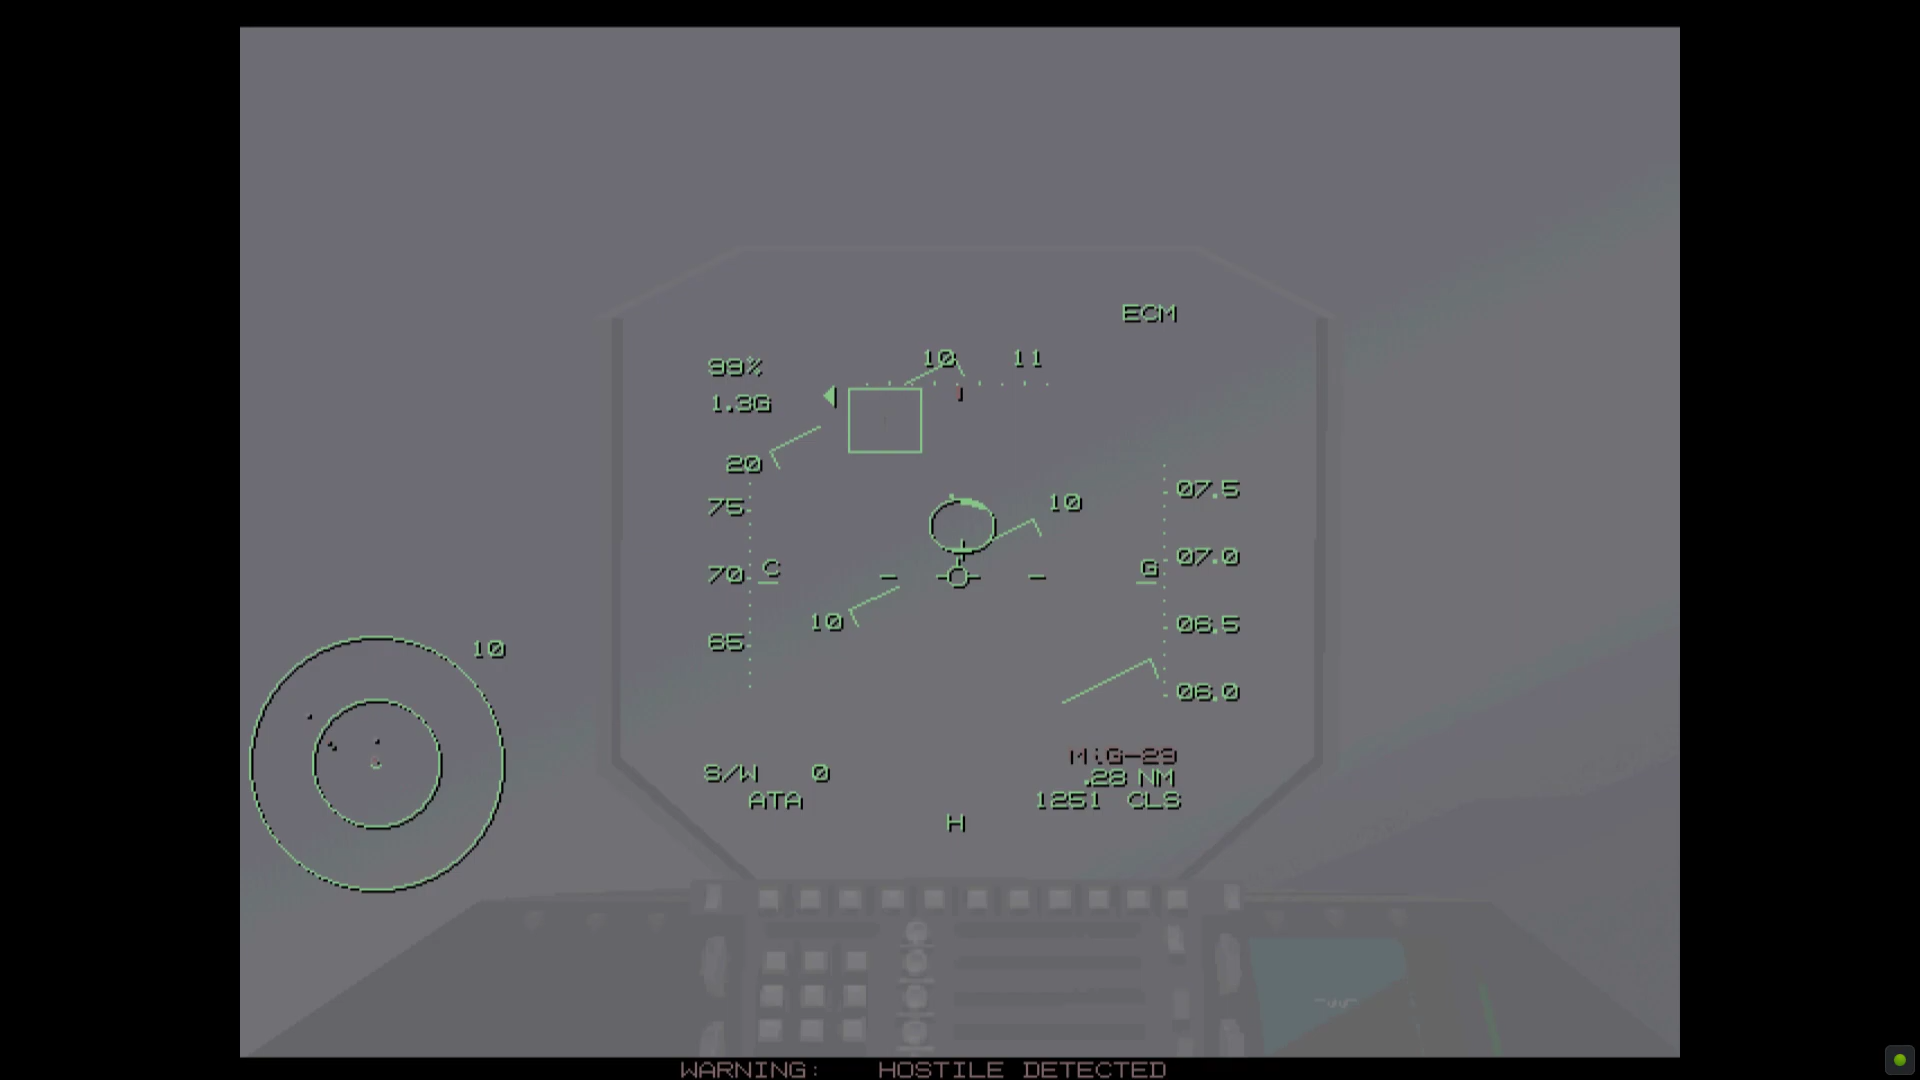 ECM
10 11
99%
1.3G
20
75
10
07.5
70 C
G 07.0
10
65
06.5
06.0
10
MiG-29
S/W 0
.28 NM
ATA
1251 CLS
H
WARNING: HOSTILE DETECTED